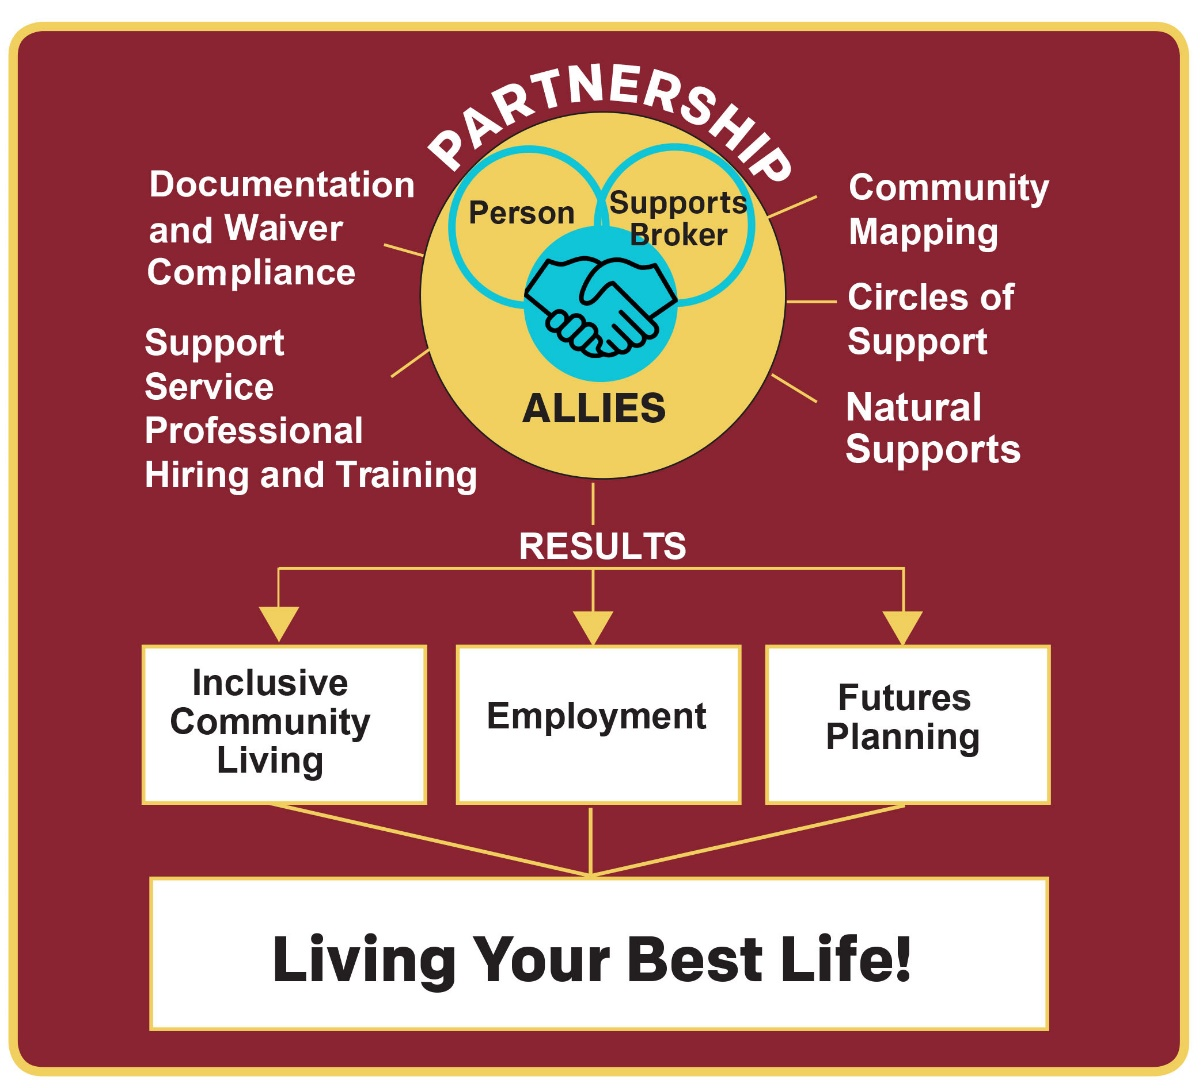 PARTNERSHIP
Person
Supports
Broker
ALLIES
Documentation
and Waiver
Compliance
Support
Service
Professional
Hiring and Training
Community
Mapping
Circles of
Support
Natural
Supports
RESULTS
Inclusive
Community
Living
Employment
Futures
Planning
Living Your Best Life!